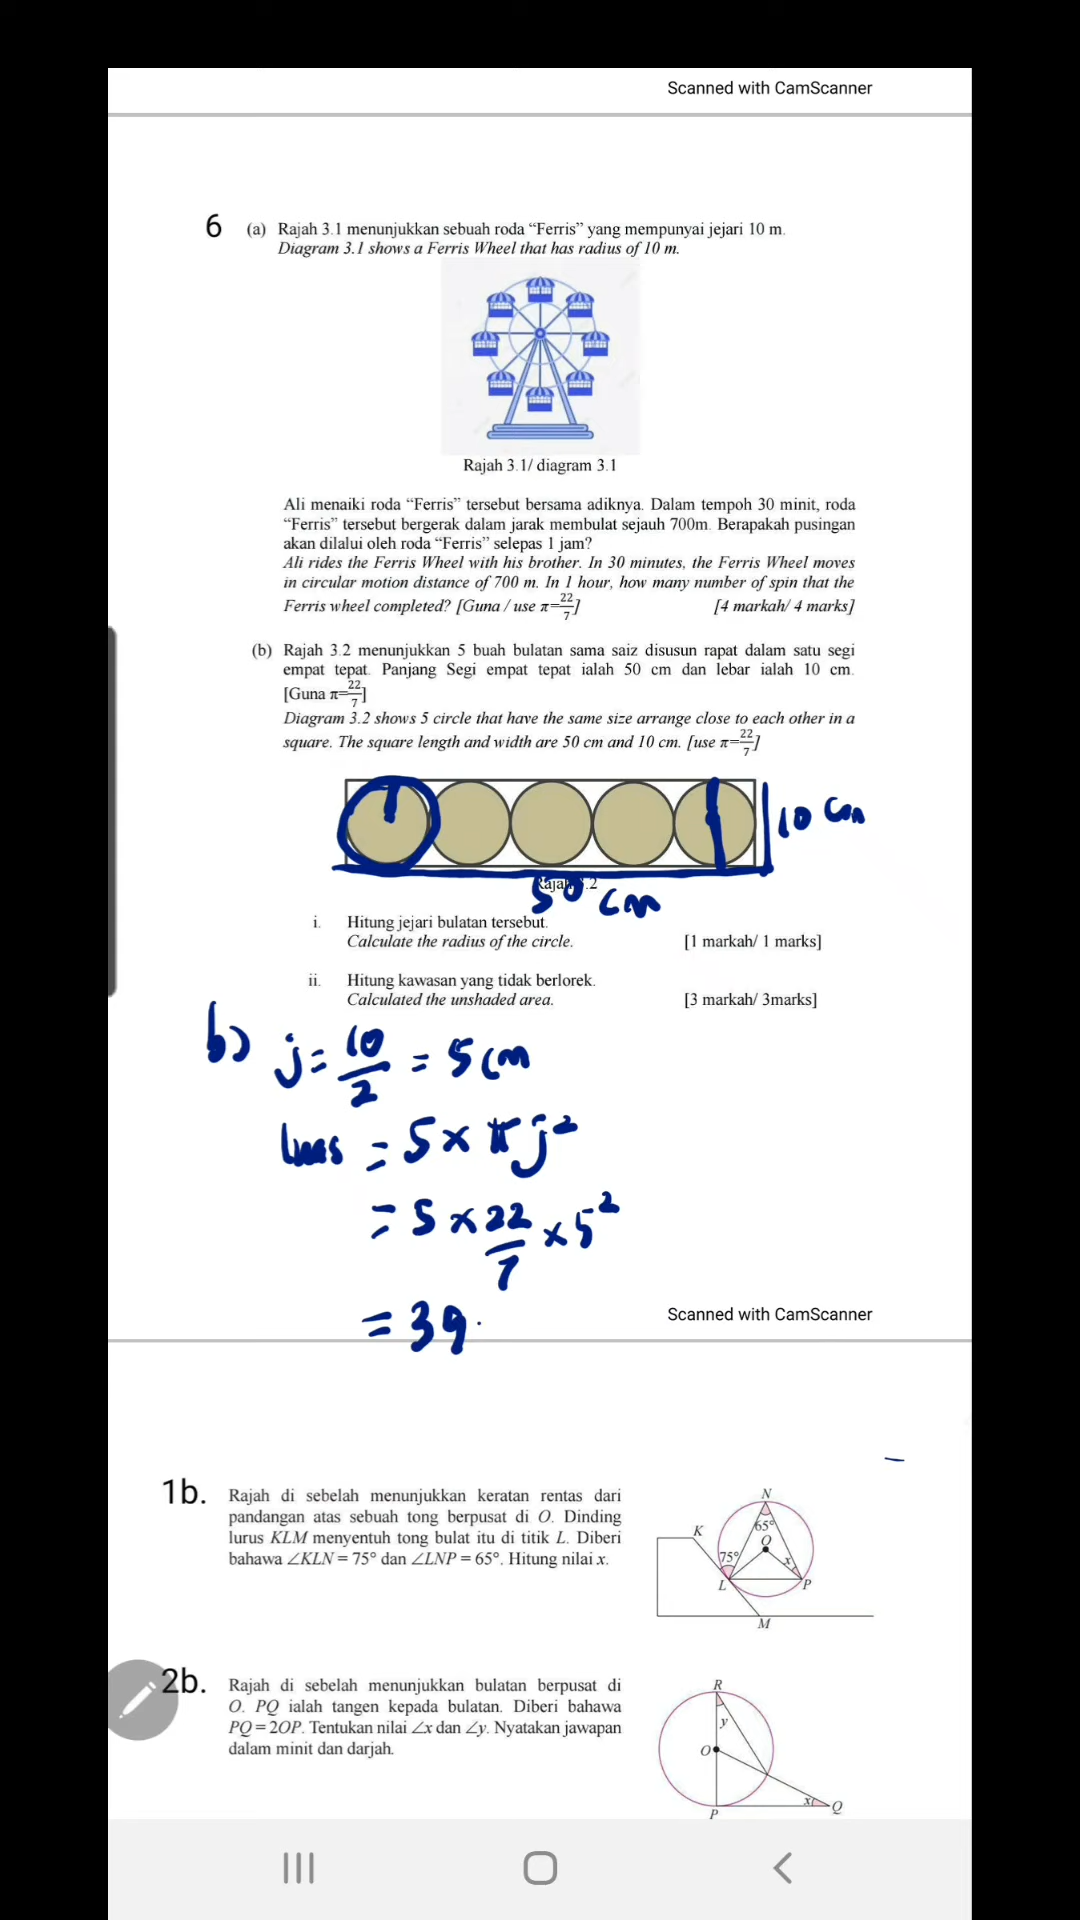 Scanned with CamScanner
6 (a) Rajah 3.1 menunjukkan sebuah roda “Ferris” yang mempunyai jejari 10 m.
Diagram 3.1 shows a Ferris Wheel that has radius of 10 m.
Rajah 3.1/ diagram 3.1
Ali menaiki roda “Ferris” tersebut bersama adiknya. Dalam tempoh 30 minit, roda
“Ferris” tersebut bergerak dalam jarak membulat sejauh 700m. Berapakah pusingan
akan dilalui oleh roda “Ferris” selepas 1 jam?
Ali rides the Ferris Wheel with his brother. In 30 minutes, the Ferris Wheel moves
in circular motion distance of 700 m. In 1 hour, how many number of spin that the
Ferris wheel completed? [Guna / use π=22/7] [4 markah/ 4 marks]
(b) Rajah 3.2 menunjukkan 5 buah bulatan sama saiz disusun rapat dalam satu segi
empat tepat. Panjang Segi empat tepat ialah 50 cm dan lebar ialah 10 cm.
[Guna π=22/7]
Diagram 3.2 shows 5 circle that have the same size arrange close to each other in a
square. The square length and width are 50 cm and 10 cm. [use π=22/7]
10 cm
50 cm
i. Hitung jejari bulatan tersebut.
Calculate the radius of the circle. [1 markah/ 1 marks]
ii. Hitung kawasan yang tidak berlorek.
Calculated the unshaded area. [3 markah/ 3marks]
b) j = 10/2 = 5 cm
luas = 5 × π j²
= 5 × 22/7 × 5²
= 39.
Scanned with CamScanner
1b. Rajah di sebelah menunjukkan keratan rentas dari
pandangan atas sebuah tong berpusat di O. Dinding
lurus KLM menyentuh tong bulat itu di titik L. Diberi
bahawa ∠KLN = 75° dan ∠LNP = 65°. Hitung nilai x.
N
K
65°
O
75°
x
L
P
M
2b. Rajah di sebelah menunjukkan bulatan berpusat di
O. PQ ialah tangen kepada bulatan. Diberi bahawa
PQ = 2OP. Tentukan nilai ∠x dan ∠y. Nyatakan jawapan
dalam minit dan darjah.
R
y
O
x
Q
P